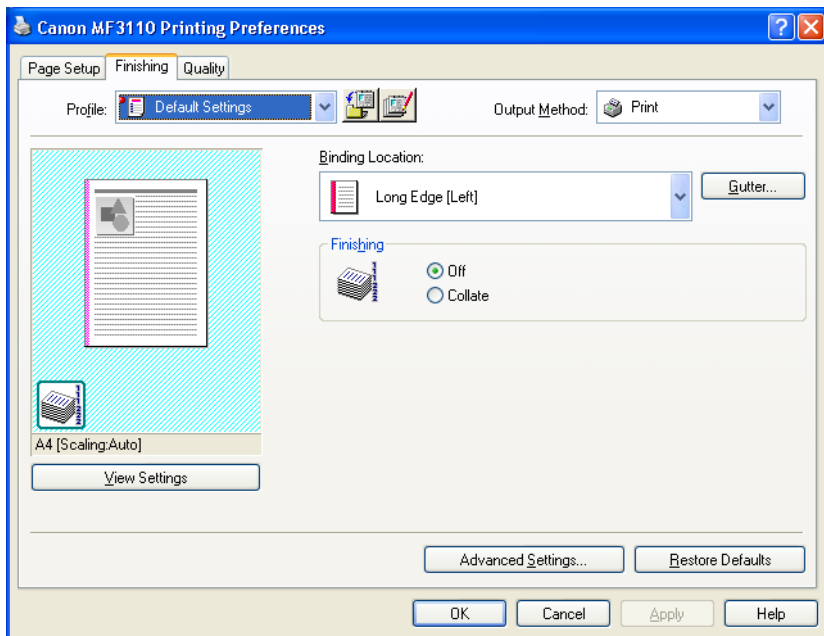 Canon MF3110 Printing Preferences
Page Setup Finishing Quality
Profile: Default Settings Output Method: Print
Binding Location:
Long Edge [Left] Gutter...
Finishing
Off
Collate
A4 [Scaling:Auto]
View Settings
Advanced Settings... Restore Defaults
OK Cancel Apply Help